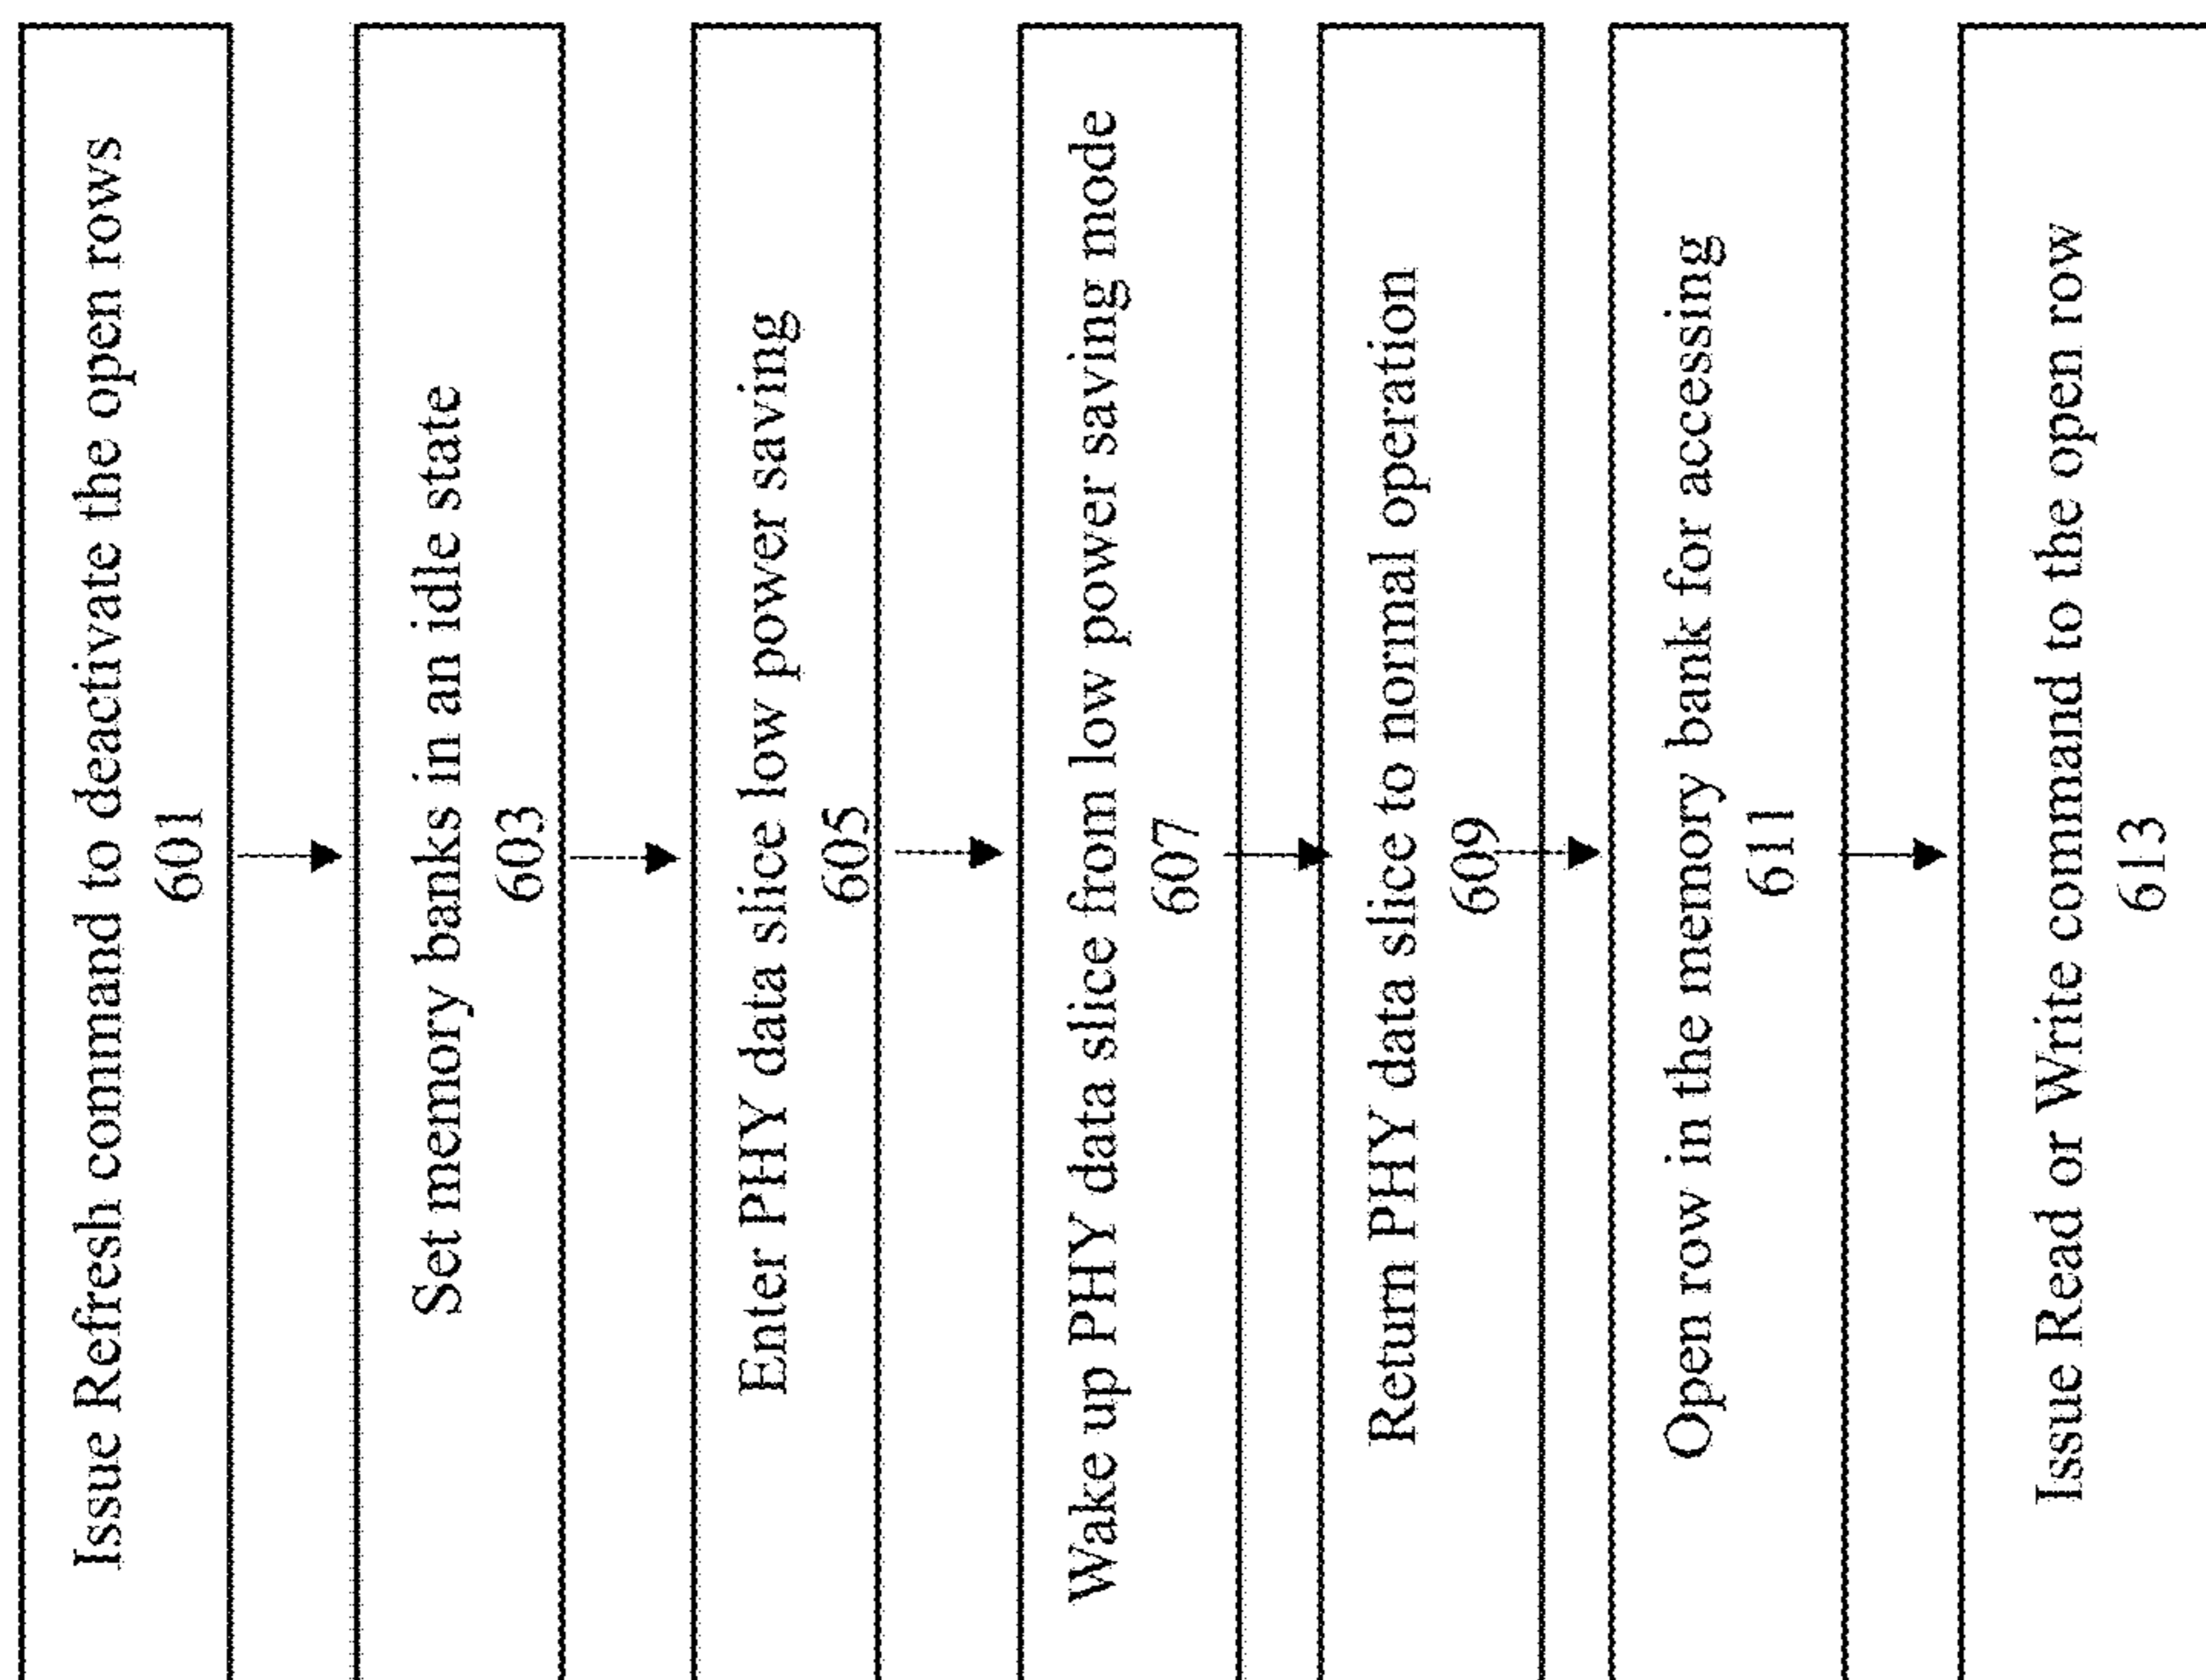 Issue Refresh command to deactivate the open rows
601
Set memory banks in an idle state
603
Enter PHY data slice low power saving
605
Wake up PHY data slice from low power saving mode
607
Return PHY data slice to normal operation
609
Open row in the memory bank for accessing
611
Issue Read or Write command to the open row
613